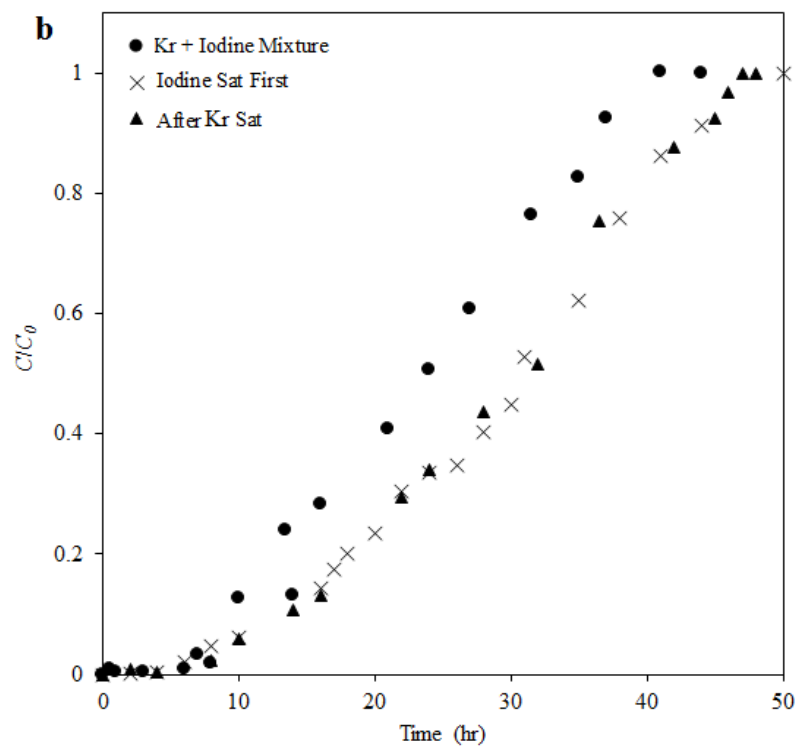 b
Kr + Iodine Mixture
Iodine Sat First
After Kr Sat
1
0.8
0.6
0.4
0.2
0
C/C0
0 10 20 30 40 50
Time (hr)